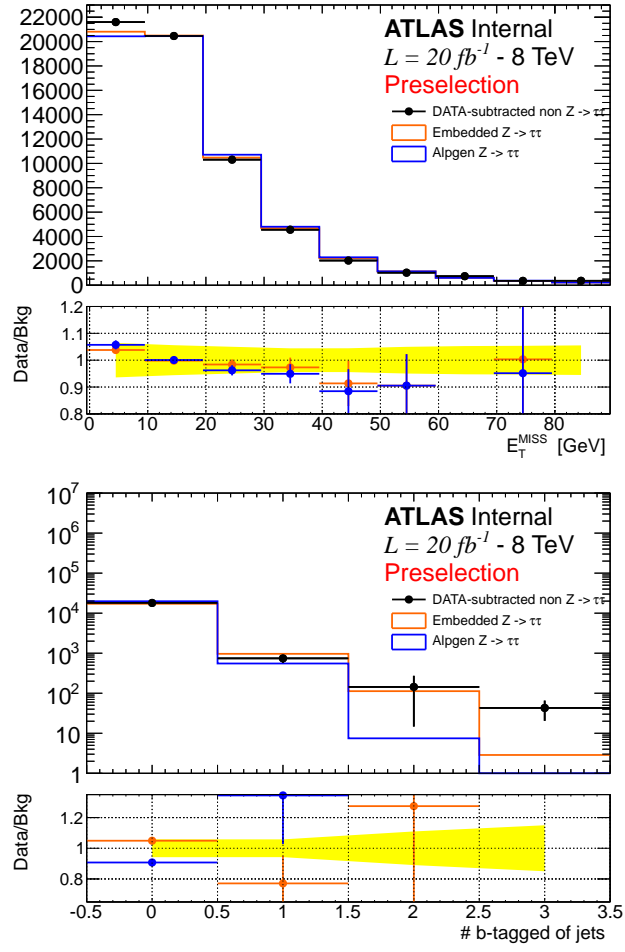 22000
20000
18000
16000
14000
12000
10000
8000
6000
4000
2000
0
ATLAS Internal
L = 20 fb⁻¹ - 8 TeV
Preselection
DATA-subtracted non Z -> ττ
Embedded Z -> ττ
Alpgen Z -> ττ
Data/Bkg
1.2
1.1
1.0
0.9
0.8
0 10 20 30 40 50 60 70 80
E_T^MISS [GeV]
10⁷
10⁶
10⁵
10⁴
10³
10²
10
1
ATLAS Internal
L = 20 fb⁻¹ - 8 TeV
Preselection
DATA-subtracted non Z -> ττ
Embedded Z -> ττ
Alpgen Z -> ττ
Data/Bkg
1.2
1
0.8
-0.5 0 0.5 1 1.5 2 2.5 3 3.5
# b-tagged of jets